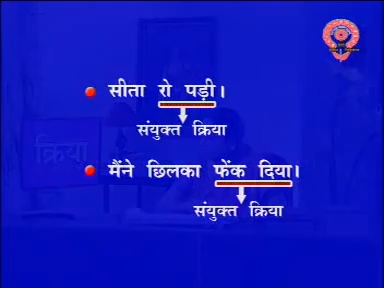 सीता रो पड़ी।
संयुक्त क्रिया
क्रिया
मैंने छिलका फेंक दिया।
संयुक्त क्रिया